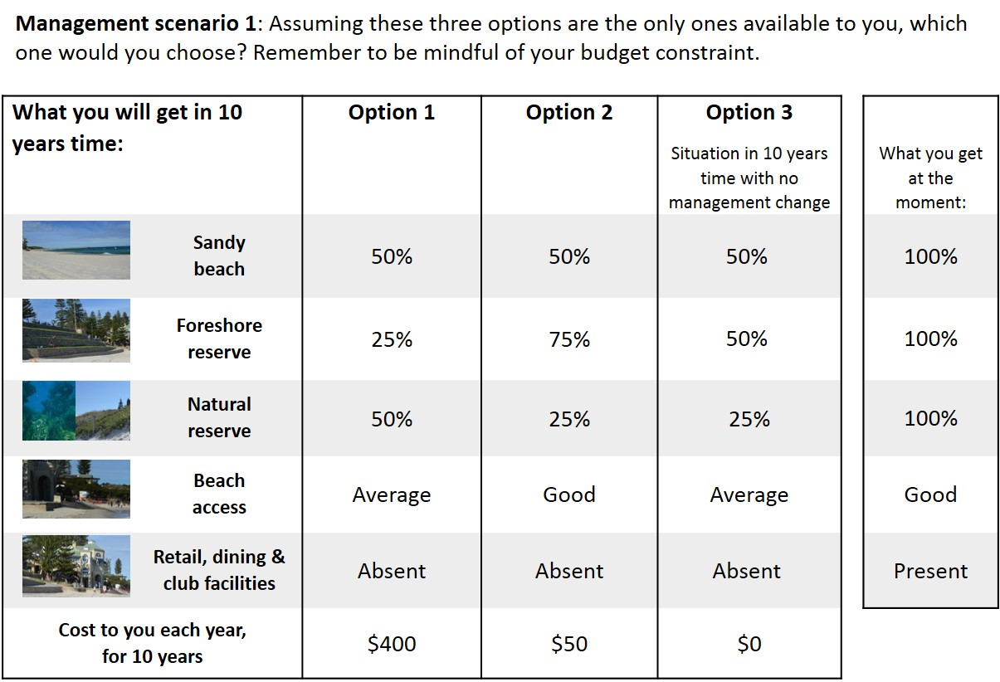 Management scenario 1: Assuming these three options are the only ones available to you, which
one would you choose? Remember to be mindful of your budget constraint.
What you will get in 10
years time:
Option 1
Option 2
Option 3
Situation in 10 years
time with no
management change
What you get
at the
moment:
Sandy
beach
50%
50%
50%
100%
Foreshore
reserve
25%
75%
50%
100%
Natural
reserve
50%
25%
25%
100%
Beach
access
Average
Good
Average
Good
Retail, dining &
club facilities
Absent
Absent
Absent
Present
Cost to you each year,
for 10 years
$400
$50
$0